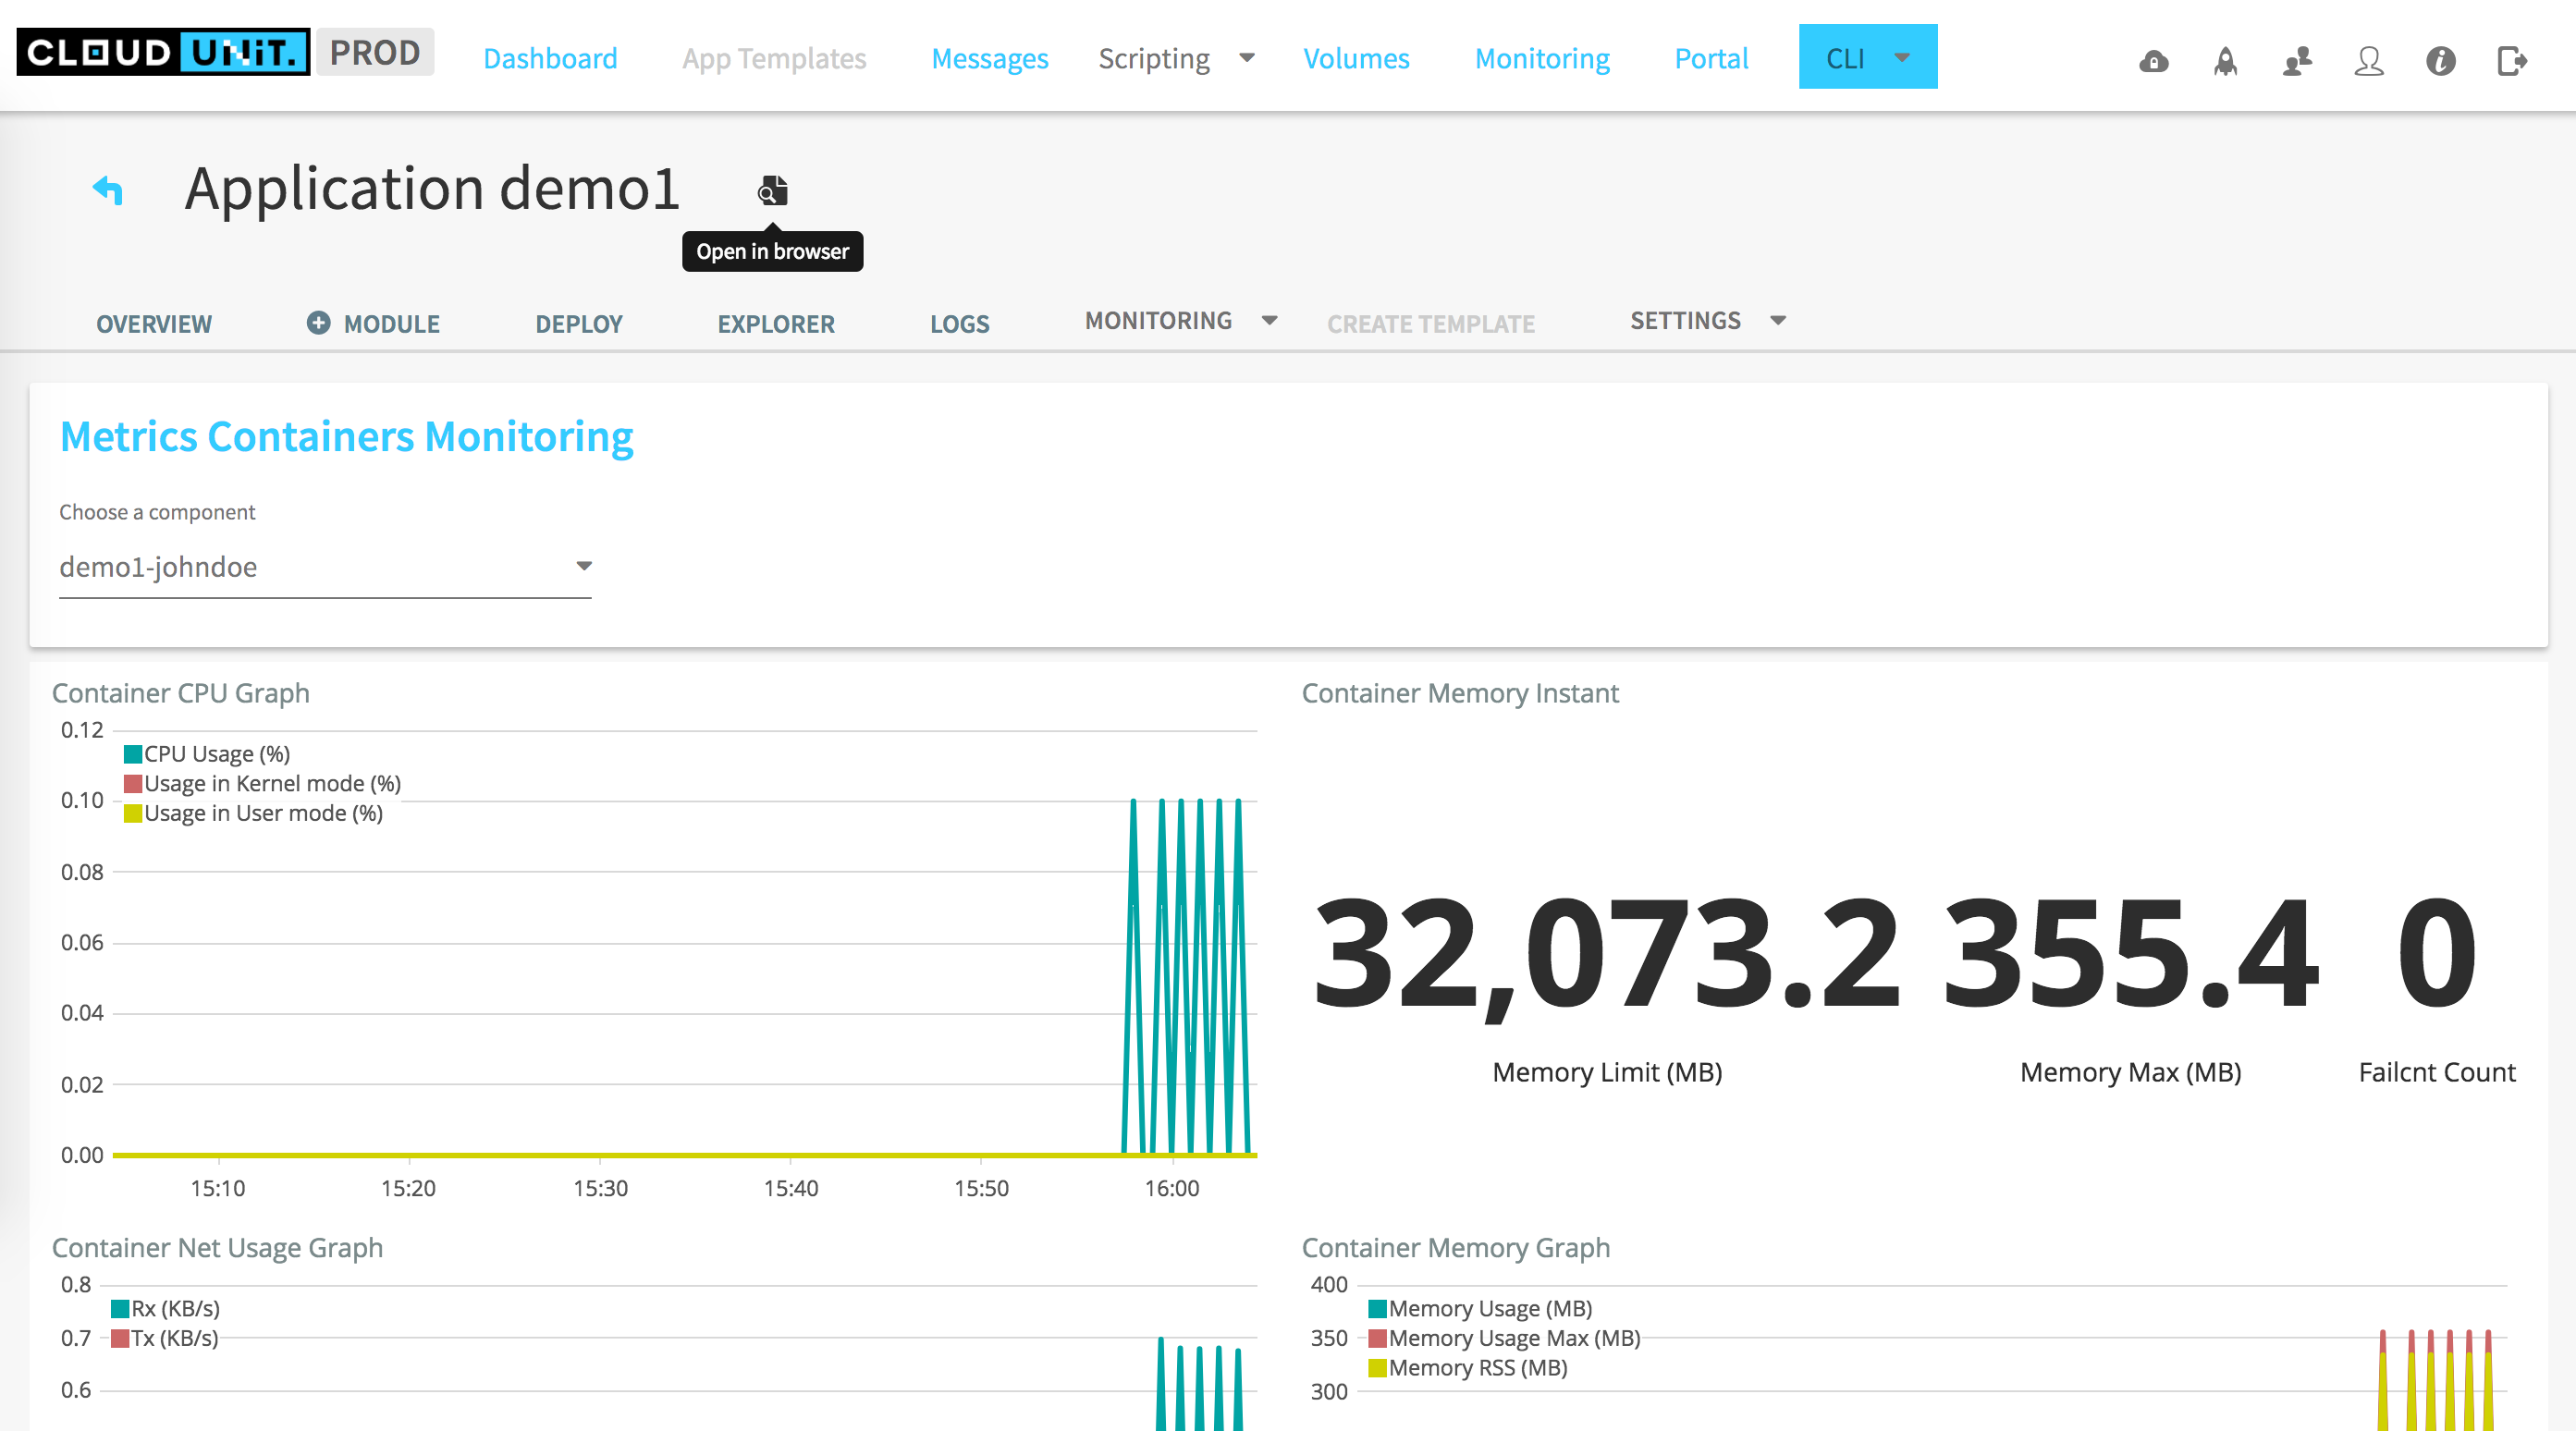 CLOUD UNiT. PROD Dashboard App Templates Messages Scripting Volumes Monitoring Portal CLI
Application demo1
Open in browser
OVERVIEW MODULE DEPLOY EXPLORER LOGS MONITORING CREATE TEMPLATE SETTINGS
Metrics Containers Monitoring
Choose a component
demo1-johndoe
Container CPU Graph
0.12
CPU Usage (%)
Usage in Kernel mode (%)
0.10
Usage in User mode (%)
0.08
0.06
0.04
0.02
0.00
15:10 15:20 15:30 15:40 15:50 16:00
Container Memory Instant
32,073.2 355.4 0
Memory Limit (MB) Memory Max (MB) Failcnt Count
Container Net Usage Graph
0.8
Rx (KB/s)
0.7 Tx (KB/s)
0.6
Container Memory Graph
400
Memory Usage (MB)
350 Memory Usage Max (MB)
Memory RSS (MB)
300